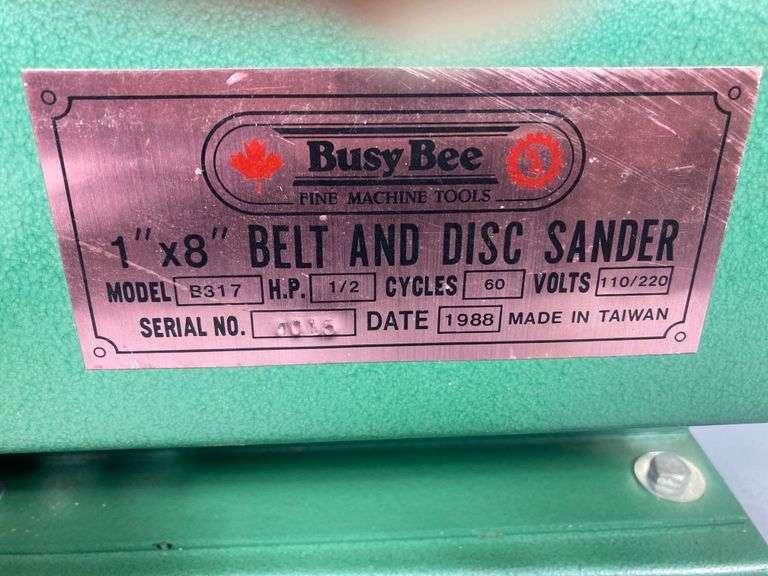 Busy Bee
FINE MACHINE TOOLS
1"x8" BELT AND DISC SANDER
MODEL B317 H.P. 1/2 CYCLES 60 VOLTS 110/220
SERIAL NO. DATE 1988 MADE IN TAIWAN